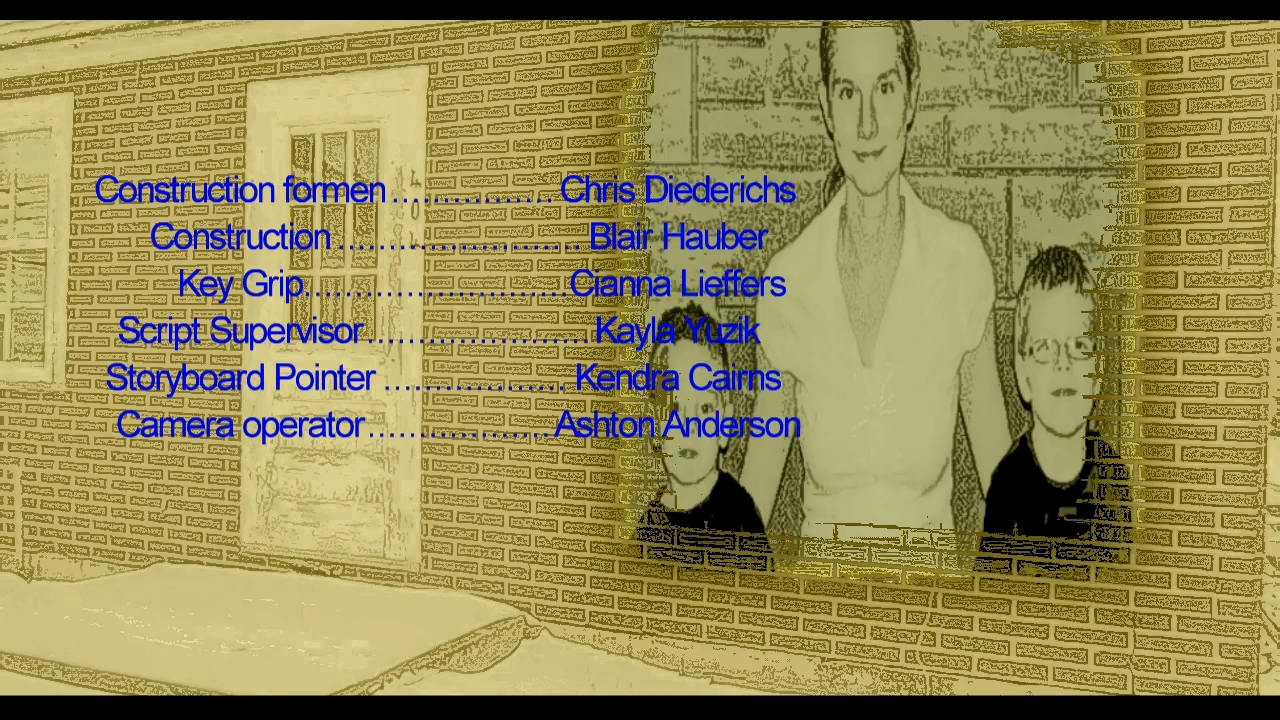 Construction formen ................ Chris Diederichs
Construction ........................ Blair Hauber
Key Grip.......................... Cianna Lieffers
Script Supervisor...................... Kayla Yuzik
Storyboard Pointer .................. Kendra Cairns
Camera operator.................. Ashton Anderson